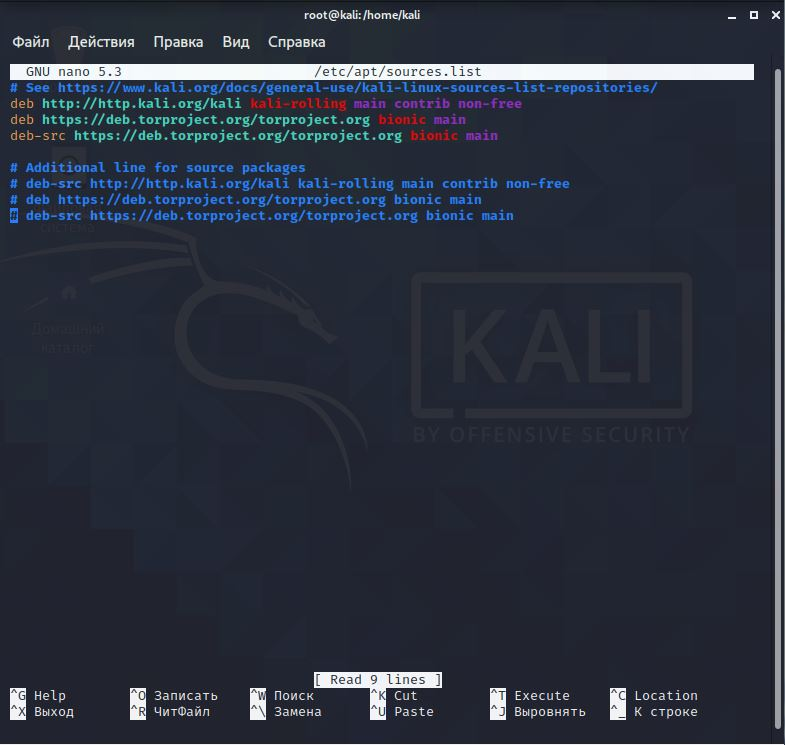 root@kali: /home/kali
Файл Действия Правка Вид Справка
GNU nano 5.3 /etc/apt/sources.list
# See https://www.kali.org/docs/general-use/kali-linux-sources-list-repositories/
deb http://http.kali.org/kali kali-rolling main contrib non-free
deb https://deb.torproject.org/torproject.org bionic main
deb-src https://deb.torproject.org/torproject.org bionic main
# Additional line for source packages
# deb-src http://http.kali.org/kali kali-rolling main contrib non-free
# deb https://deb.torproject.org/torproject.org bionic main
# deb-src https://deb.torproject.org/torproject.org bionic main
система
Домашний
каталог
KALI
BY OFFENSIVE SECURITY
[ Read 9 lines ]
^G Help ^O Записать ^W Поиск ^K Cut ^T Execute ^C Location
^X Выход ^R ЧитФайл ^\ Замена ^U Paste ^J Выровнять ^_ К строке